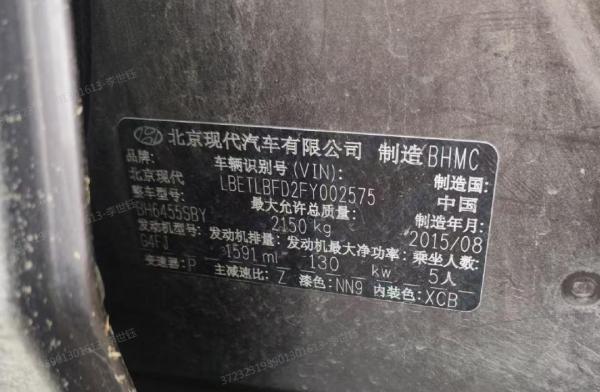 北京现代汽车有限公司 制造 BHMC
品牌: 车辆识别号(VIN): 制造国:
北京现代 LBETLBFD2FY002575 中国
整车型号: 最大允许总质量: 制造年月:
BH6455SBY 2150 kg 2015/08
发动机型号: 发动机排量: 发动机最大净功率: 乘坐人数:
G4FJ 1591 ml 130 kw 5人
变速器: P 主减速比: Z 漆色: NN9 内装色: XCB
372323198901301613-李世钰